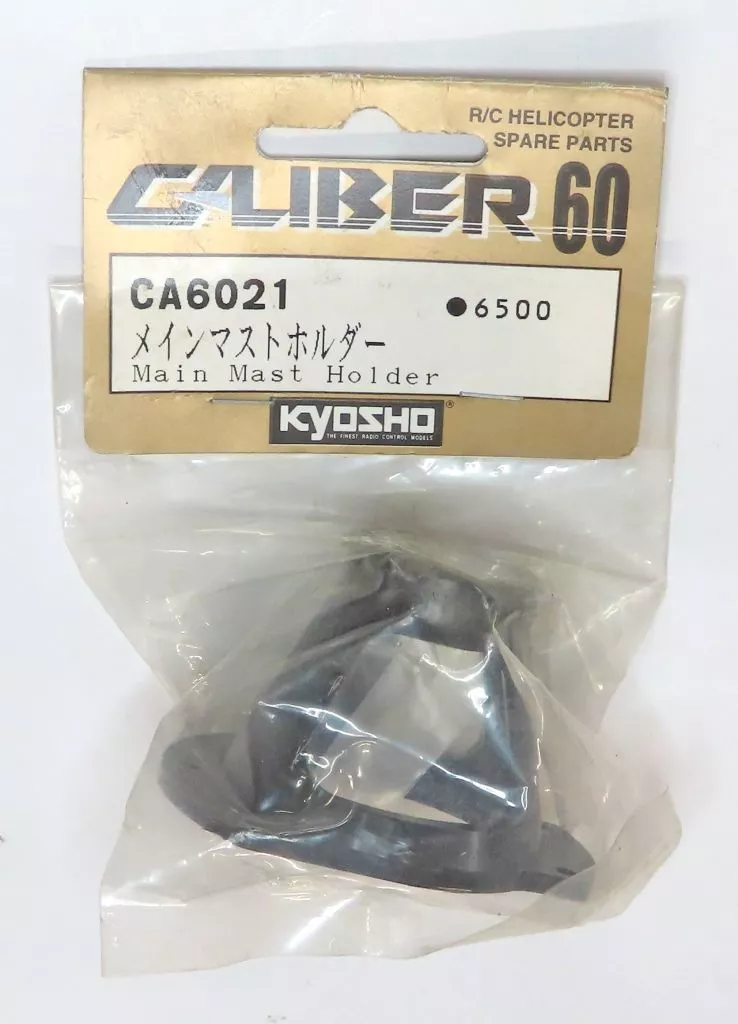 R/C HELICOPTER
SPARE PARTS
CALIBER 60
CA6021 ●6500
メインマストホルダー
Main Mast Holder
KYOSHO®
THE FINEST RADIO CONTROL MODELS